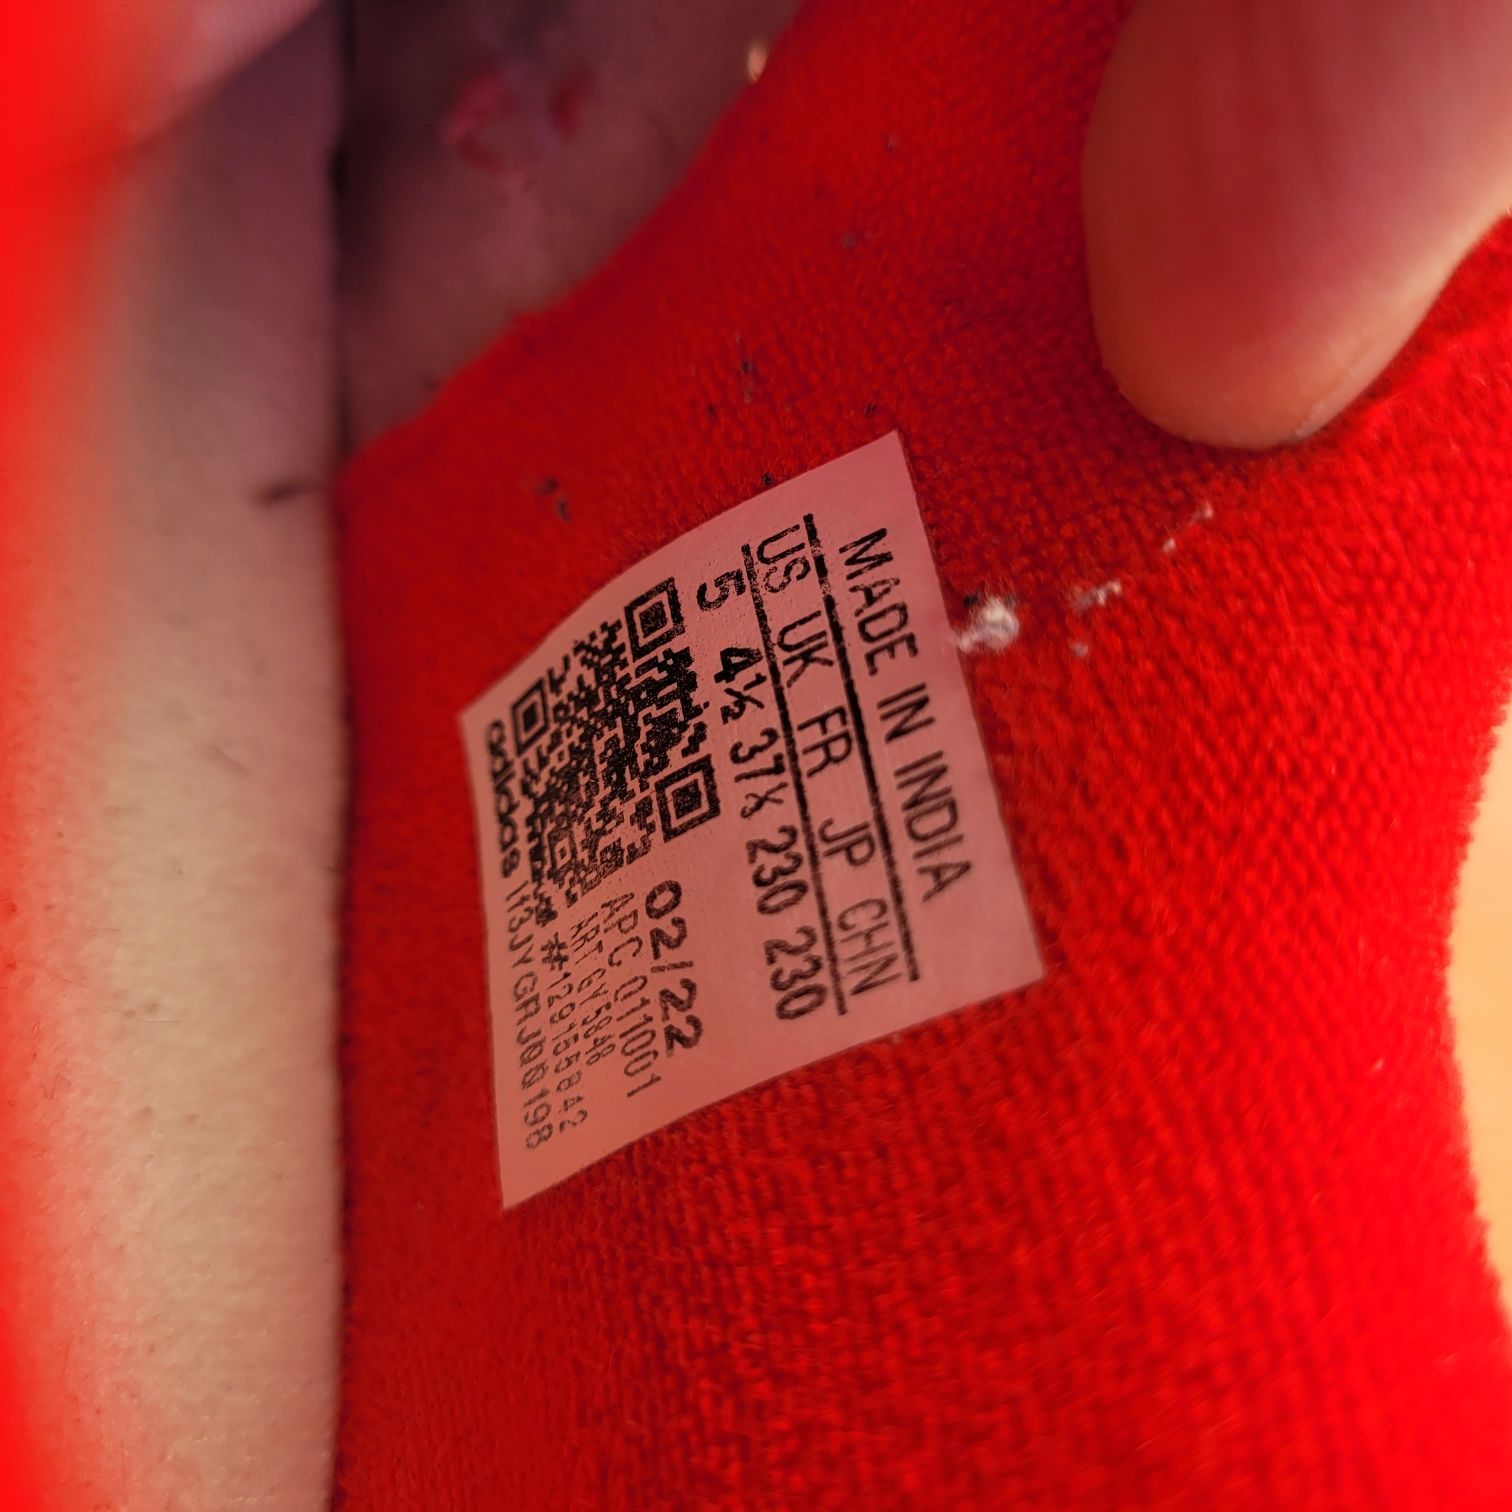 MADE IN INDIA
US UK FR JP CHN
5 4½ 37⅓ 230 230
02/22
APC 011001
ART GY5848
#129155842
adidas 1f3JYGRJ00198